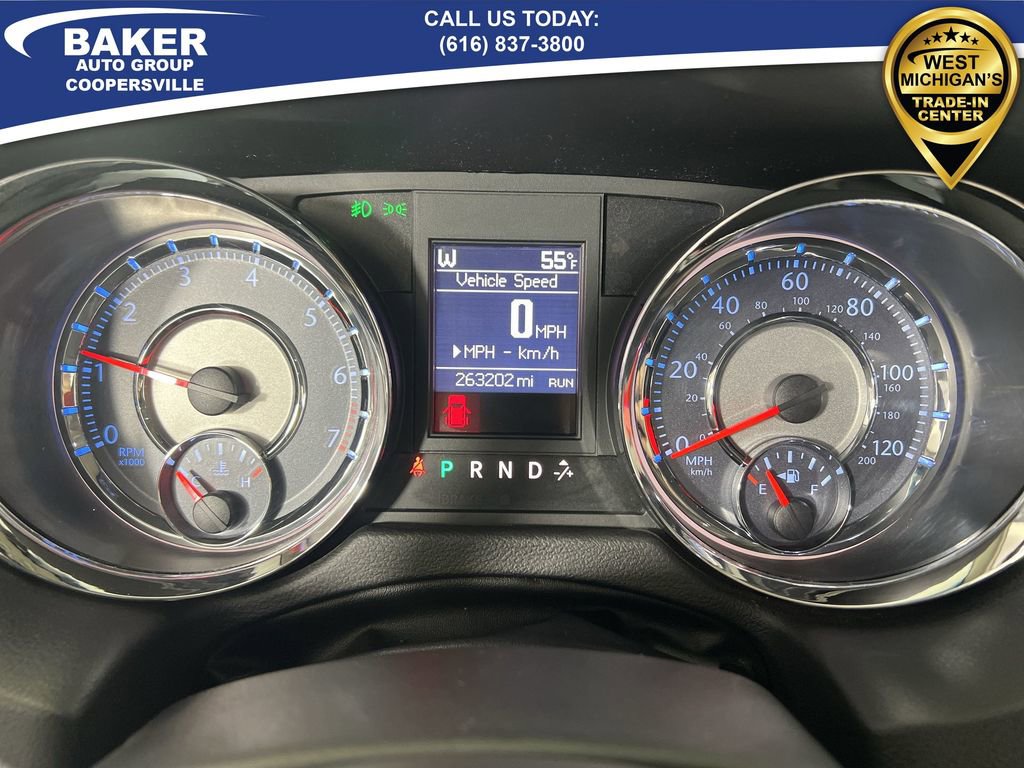 BAKER
AUTO GROUP
COOPERSVILLE
CALL US TODAY:
(616) 837-3800
WEST
MICHIGAN'S
TRADE-IN
CENTER
0 1 2 3 4 5 6 7
RPM
x1000
C H
W 55°F
Vehicle Speed
0 MPH
MPH - km/h
263202 mi RUN
P R N D -/+
0 20 40 60 80 100 120
0 20 40 60 80 100 120 140 160 180 200
MPH
km/h
E F